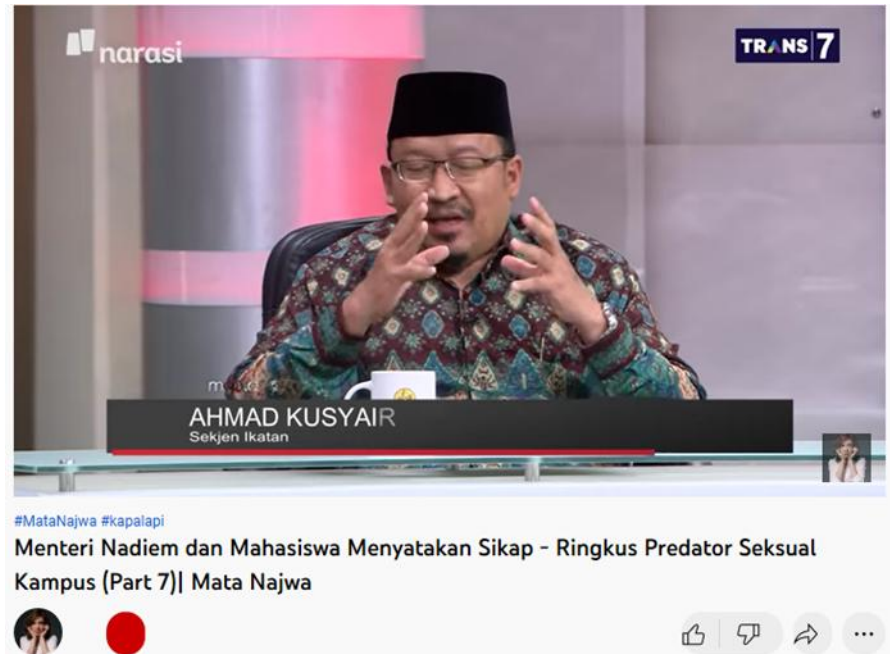 narasi
TRANS 7
AHMAD KUSYAIR
Sekjen Ikatan
#MataNajwa #kapalapi
Menteri Nadiem dan Mahasiswa Menyatakan Sikap - Ringkus Predator Seksual
Kampus (Part 7)| Mata Najwa